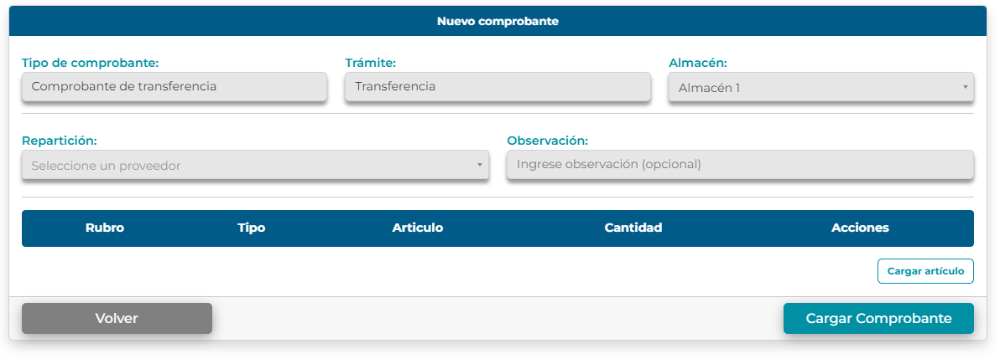 Nuevo comprobante
Tipo de comprobante: Trámite: Almacén:
Comprobante de transferencia Transferencia Almacén 1
Repartición: Observación:
Seleccione un proveedor Ingrese observación (opcional)
Rubro Tipo Articulo Cantidad Acciones
Cargar artículo
Volver Cargar Comprobante